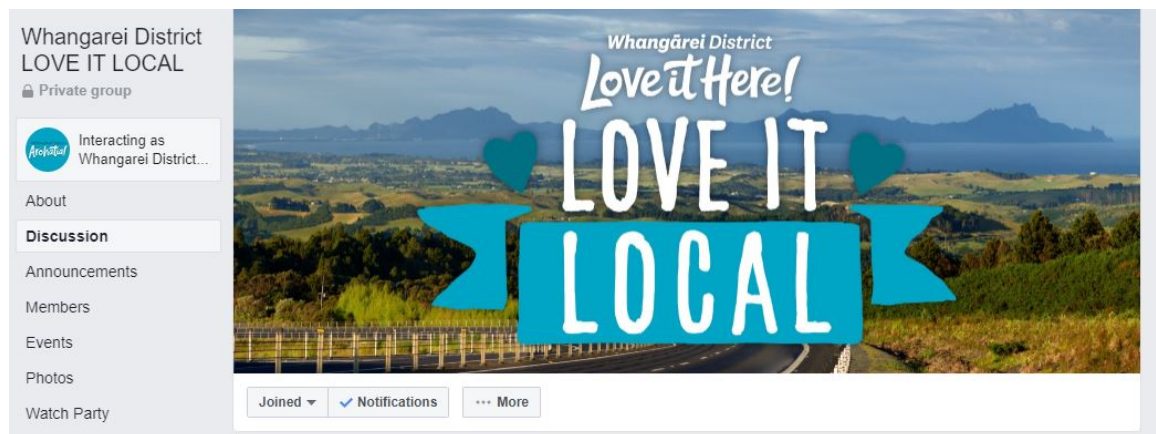 Whangarei District
LOVE IT LOCAL
Private group
Arohatia!
Interacting as
Whangarei District...
About
Discussion
Announcements
Members
Events
Photos
Watch Party
Whangārei District
Love it Here!
LOVE IT
LOCAL
Joined
Notifications
More